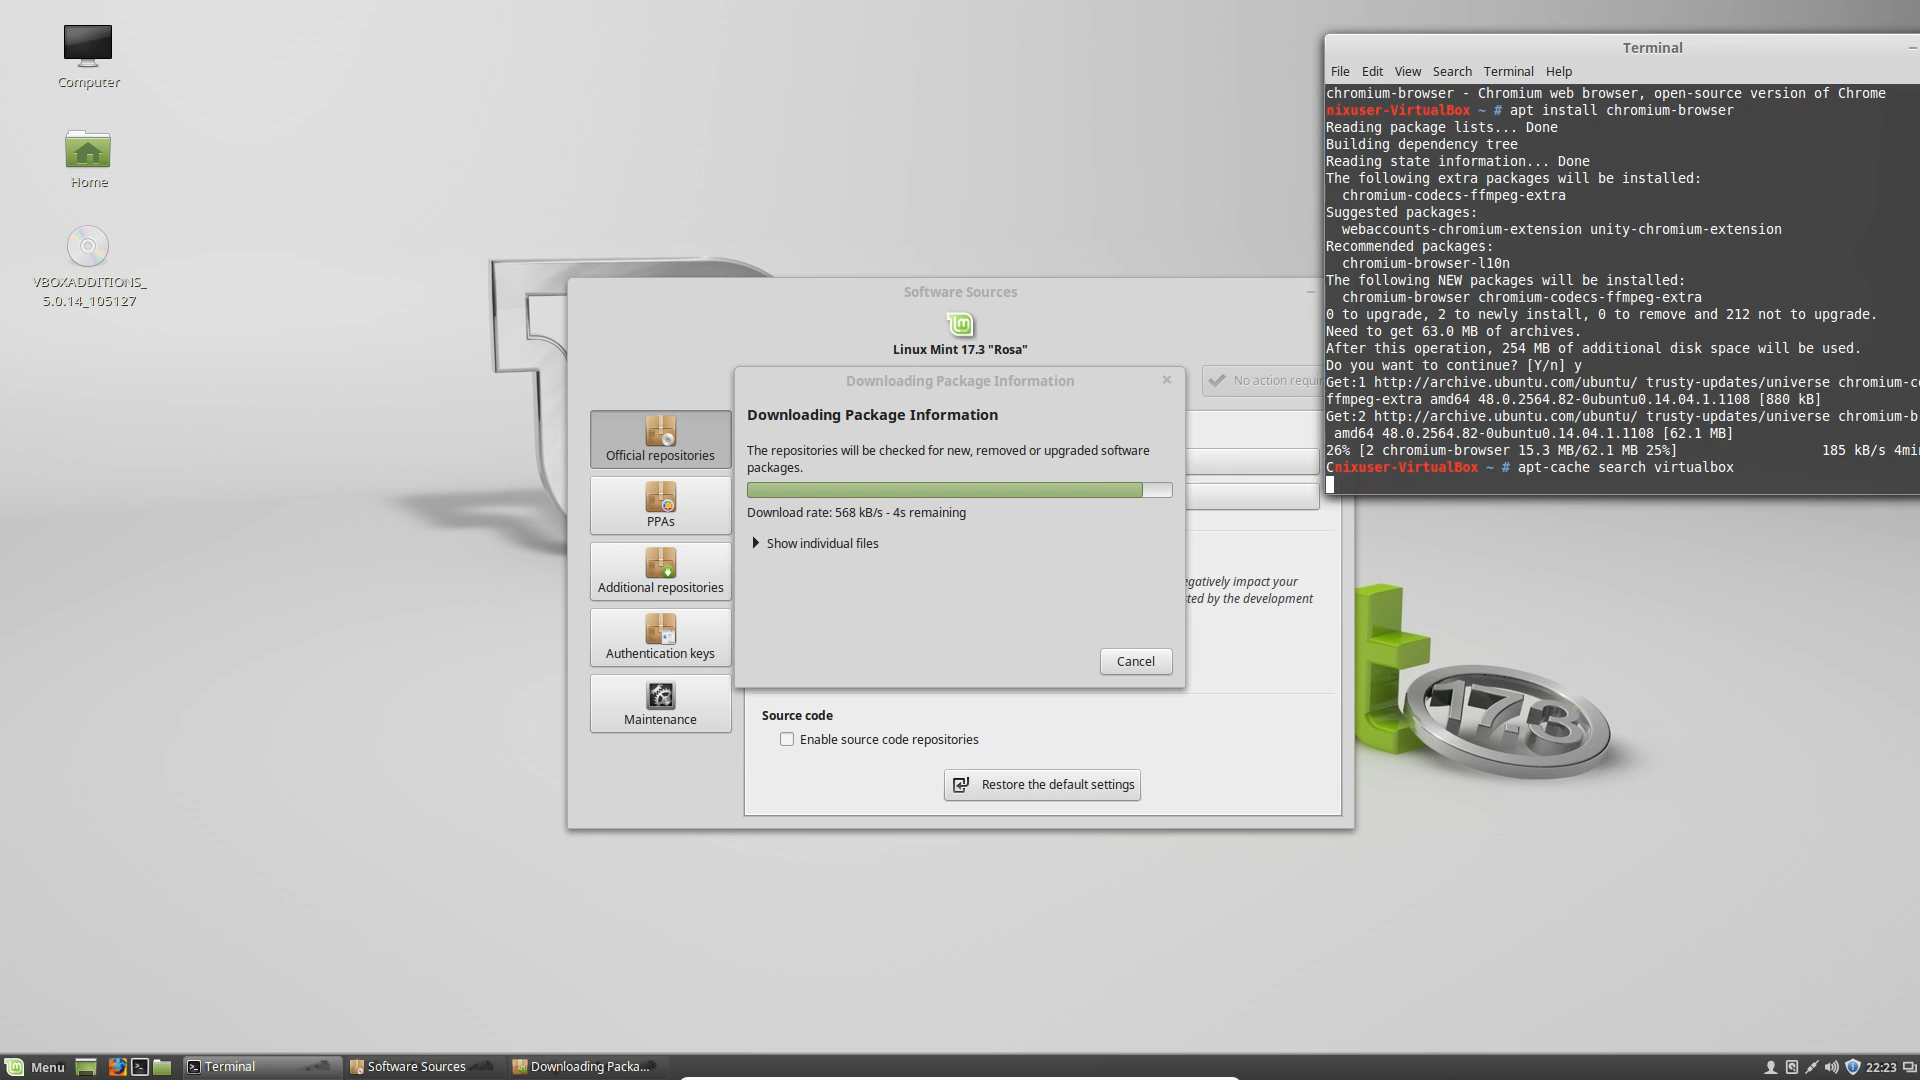 Computer
Home
VBOXADDITIONS_
5.0.14_105127
Terminal
File Edit View Search Terminal Help
chromium-browser - Chromium web browser, open-source version of Chrome
nixuser-VirtualBox ~ # apt install chromium-browser
Reading package lists... Done
Building dependency tree
Reading state information... Done
The following extra packages will be installed:
chromium-codecs-ffmpeg-extra
Suggested packages:
webaccounts-chromium-extension unity-chromium-extension
Recommended packages:
chromium-browser-l10n
The following NEW packages will be installed:
chromium-browser chromium-codecs-ffmpeg-extra
0 to upgrade, 2 to newly install, 0 to remove and 212 not to upgrade.
Need to get 63.0 MB of archives.
After this operation, 254 MB of additional disk space will be used.
Do you want to continue? [Y/n] y
Get:1 http://archive.ubuntu.com/ubuntu/ trusty-updates/universe chromium-c
ffmpeg-extra amd64 48.0.2564.82-0ubuntu0.14.04.1.1108 [880 kB]
Get:2 http://archive.ubuntu.com/ubuntu/ trusty-updates/universe chromium-b
amd64 48.0.2564.82-0ubuntu0.14.04.1.1108 [62.1 MB]
26% [2 chromium-browser 15.3 MB/62.1 MB 25%] 185 kB/s 4mi
Cnixuser-VirtualBox ~ # apt-cache search virtualbox
Software Sources
Linux Mint 17.3 "Rosa"
No action requi
Official repositories
PPAs
Additional repositories
Authentication keys
Maintenance
Downloading Package Information
Downloading Package Information
The repositories will be checked for new, removed or upgraded software
packages.
Download rate: 568 kB/s - 4s remaining
Show individual files
Cancel
egatively impact your
ted by the development
Source code
Enable source code repositories
Restore the default settings
17.3
Menu
Terminal
Software Sources
Downloading Packa...
22:23